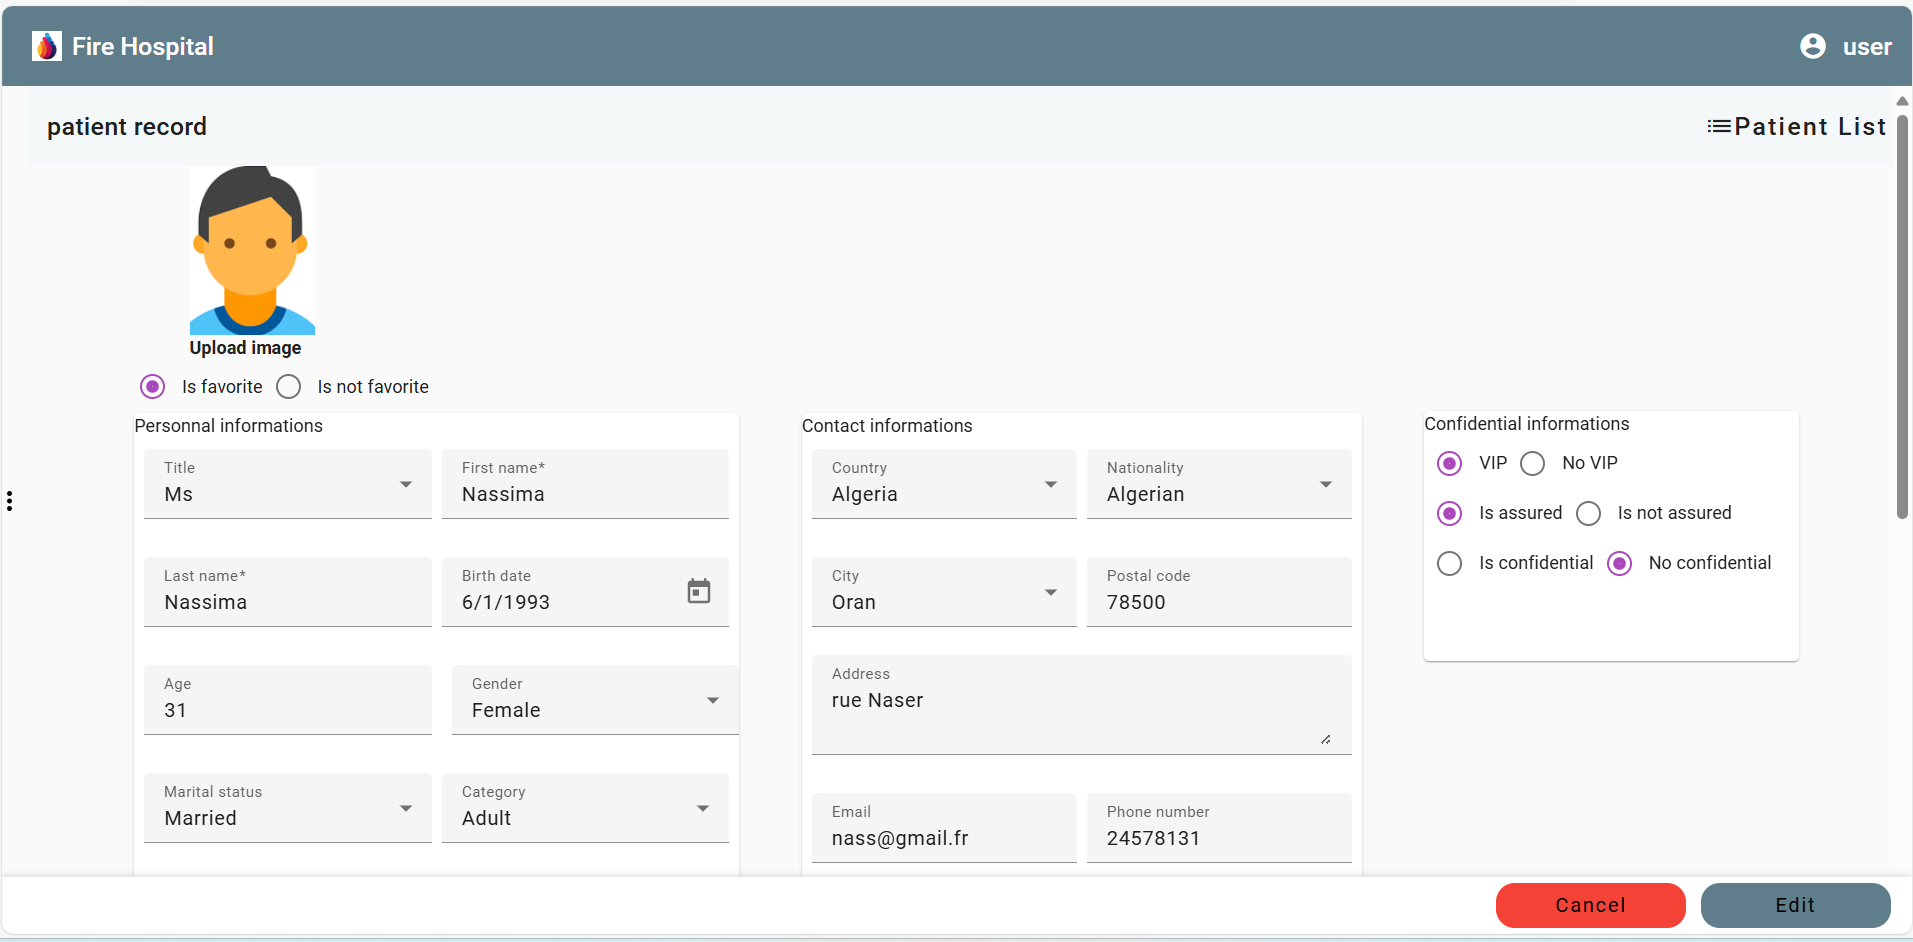 Fire Hospital
user
patient record
Patient List
Upload image
Is favorite
Is not favorite
Personnal informations
Title
Ms
First name*
Nassima
Last name*
Nassima
Birth date
6/1/1993
Age
31
Gender
Female
Marital status
Married
Category
Adult
Contact informations
Country
Algeria
Nationality
Algerian
City
Oran
Postal code
78500
Address
rue Naser
Email
nass@gmail.fr
Phone number
24578131
Confidential informations
VIP
No VIP
Is assured
Is not assured
Is confidential
No confidential
Cancel
Edit